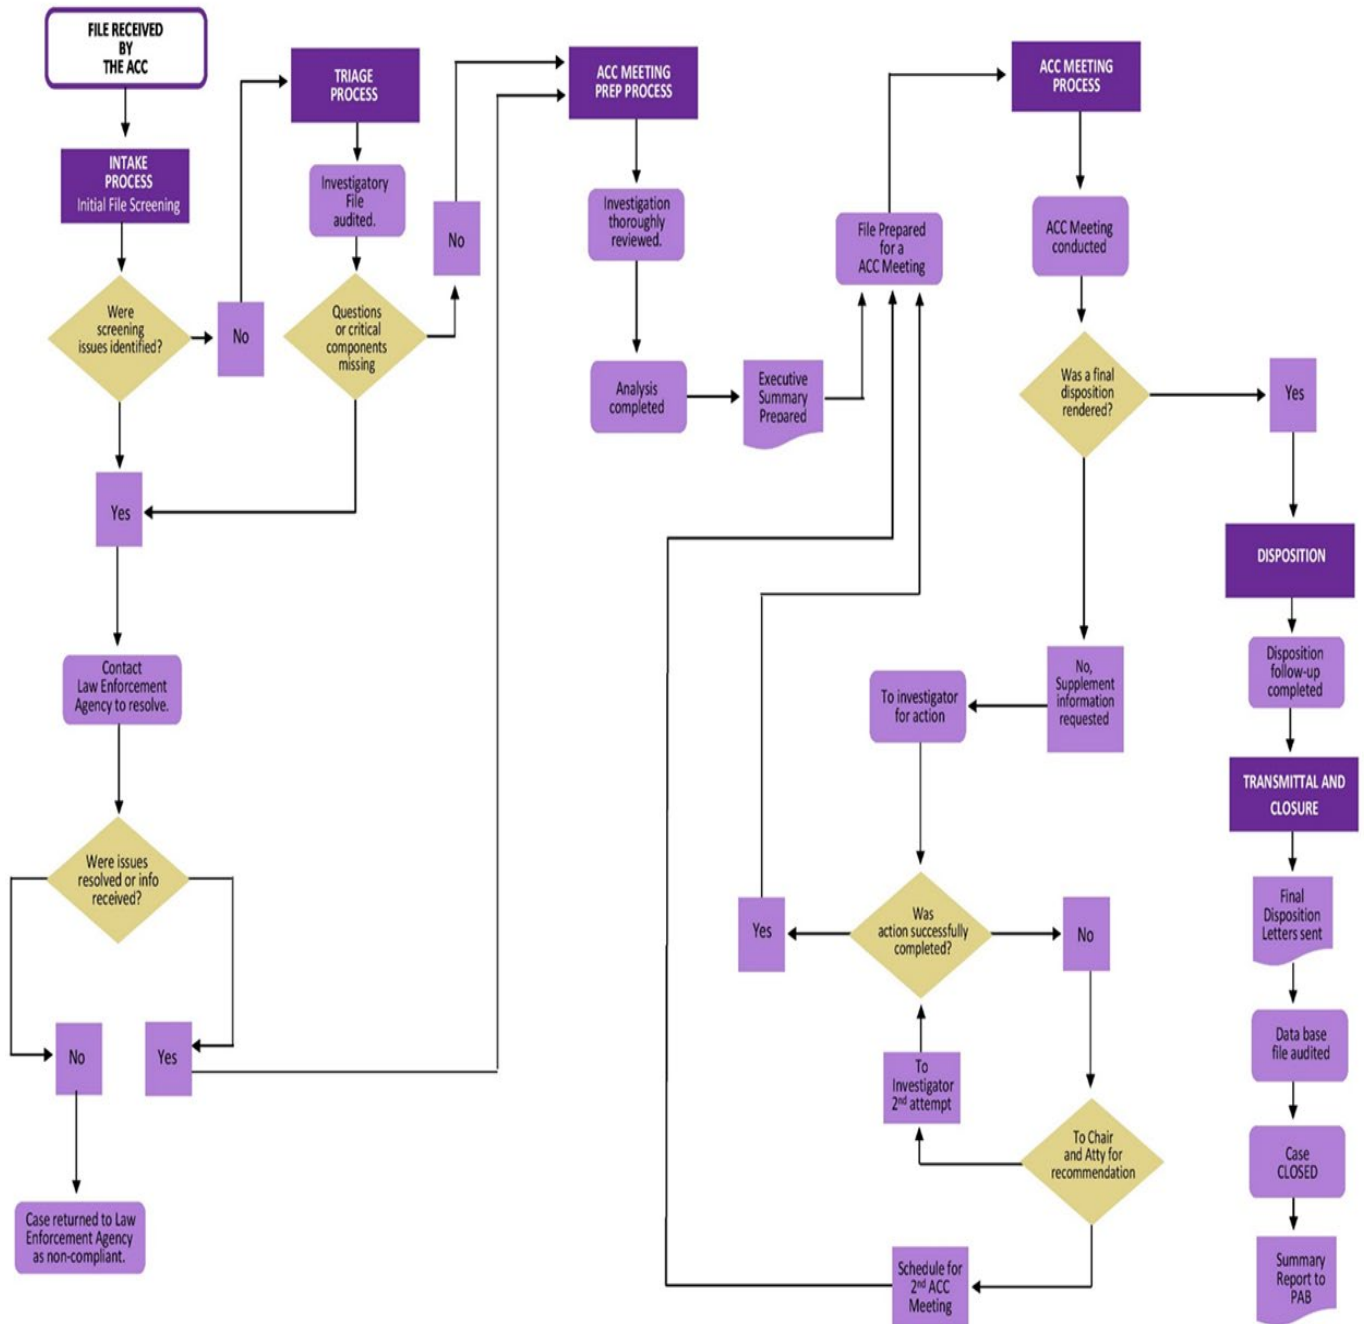 FILE RECEIVED
BY
THE ACC
INTAKE
PROCESS
Initial File Screening
Were
screening
issues identified?
No
Yes
TRIAGE
PROCESS
Investigatory
File
audited.
Questions
or critical
components
missing
No
Contact
Law Enforcement
Agency to resolve.
Were issues
resolved or info
received?
No
Yes
Case returned to Law
Enforcement Agency
as non-compliant.
ACC MEETING
PREP PROCESS
Investigation
thoroughly
reviewed.
Analysis
completed
Executive
Summary
Prepared
File Prepared
for a
ACC Meeting
ACC MEETING
PROCESS
ACC Meeting
conducted
Was a final
disposition
rendered?
Yes
No,
Supplement
information
requested
To investigator
for action
Was
action successfully
completed?
Yes
No
To
Investigator
2nd attempt
To Chair
and Atty for
recommendation
Schedule for
2nd ACC
Meeting
DISPOSITION
Disposition
follow-up
completed
TRANSMITTAL AND
CLOSURE
Final
Disposition
Letters sent
Data base
file audited
Case
CLOSED
Summary
Report to
PAB